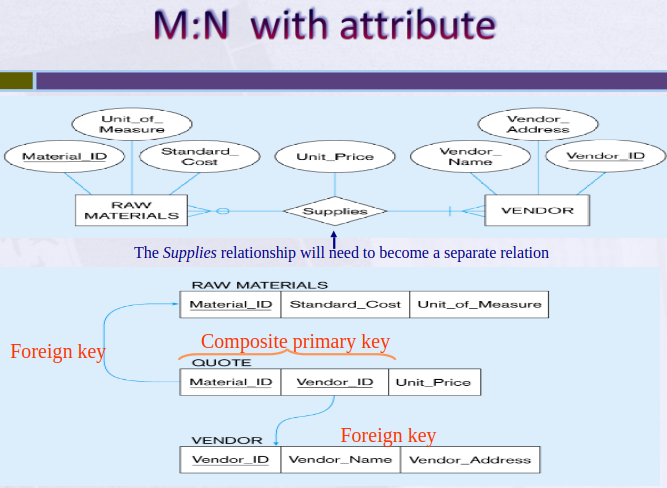 M:N with attribute
Unit_of_
Measure
Vendor_
Address
Material_ID
Standard_
Cost
Unit_Price
Vendor_
Name
Vendor_ID
RAW
MATERIALS
Supplies
VENDOR
The Supplies relationship will need to become a separate relation
RAW MATERIALS
Material_ID Standard_Cost Unit_of_Measure
Foreign key
Composite primary key
QUOTE
Material_ID Vendor_ID Unit_Price
Foreign key
VENDOR
Vendor_ID Vendor_Name Vendor_Address